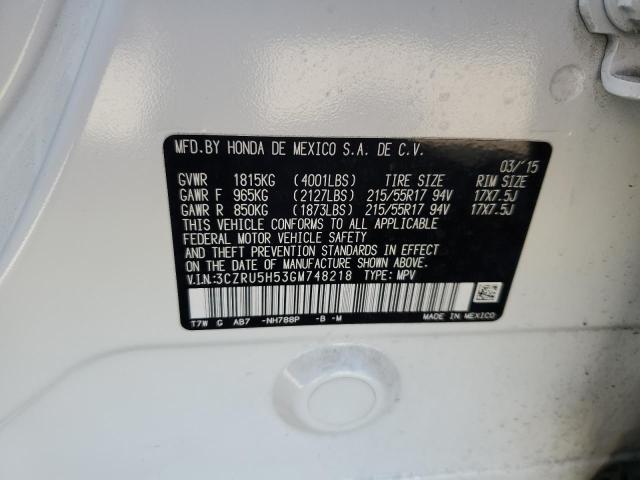 MFD.BY HONDA DE MEXICO S.A. DE C.V.
03/'15
GVWR 1815KG (4001LBS) TIRE SIZE RIM SIZE
GAWR F 965KG (2127LBS) 215/55R17 94V 17X7.5J
GAWR R 850KG (1873LBS) 215/55R17 94V 17X7.5J
THIS VEHICLE CONFORMS TO ALL APPLICABLE
FEDERAL MOTOR VEHICLE SAFETY
AND THEFT PREVENTION STANDARDS IN EFFECT
ON THE DATE OF MANUFACTURE SHOWN ABOVE.
V.I.N:3CZRU5H53GM748218 TYPE: MPV
T7W G AB7 -NH788P -B -M MADE IN MEXICO